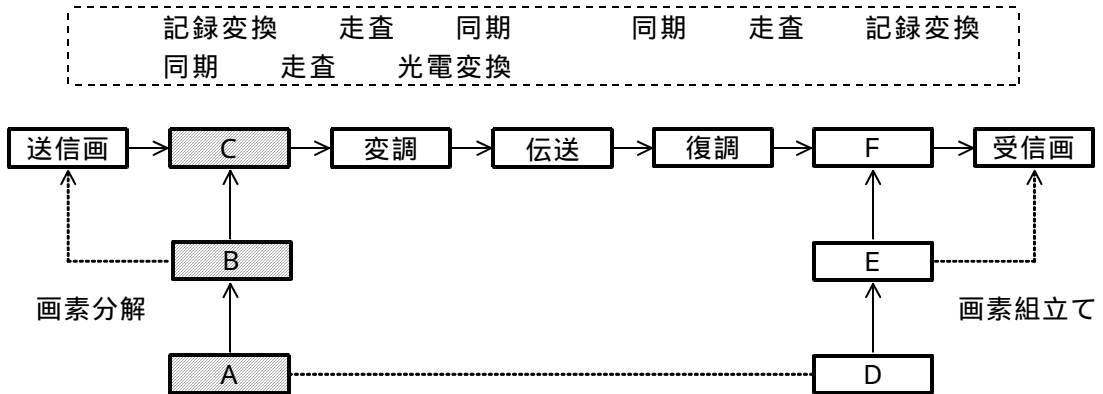 記録変換 走査 同期 同期 走査 記録変換
同期 走査 光電変換
送信画 C 変調 伝送 復調 F 受信画
B E
画素分解 画素組立て
A D